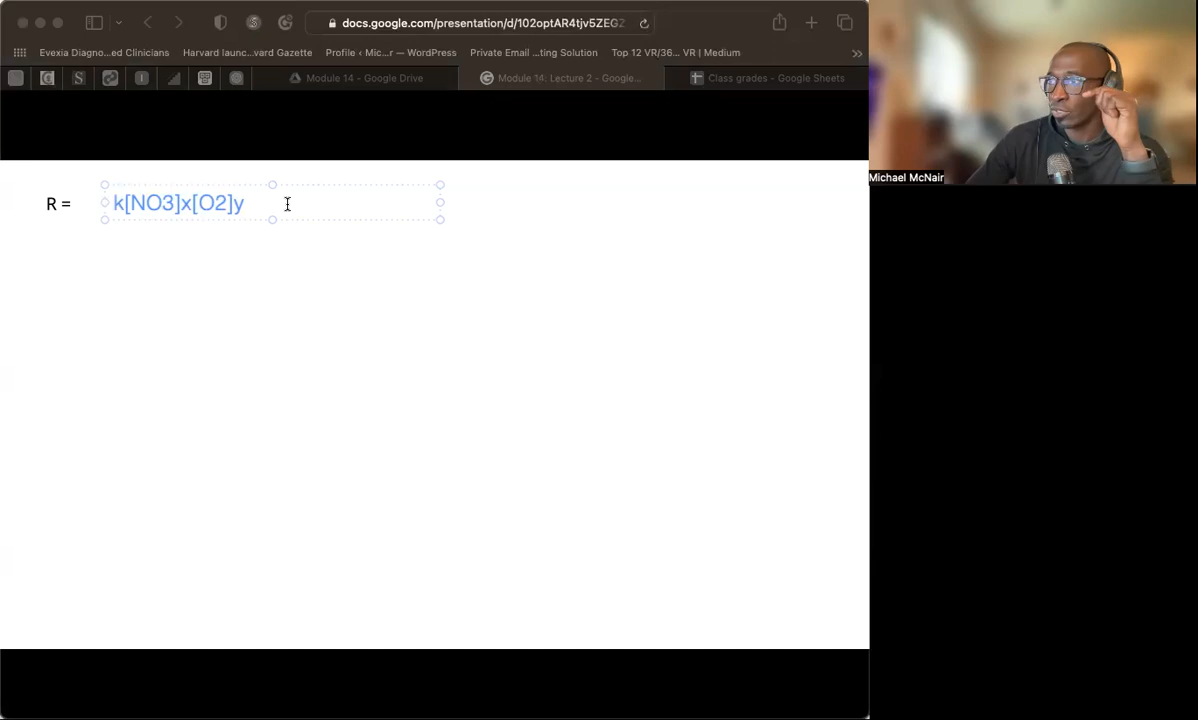 docs.google.com/presentation/d/102optAR4tjv5ZEG2
Evexia Diagno...ed Clinicians Harvard launc...vard Gazette Profile ‹ Mic...r — WordPress Private Email ...ting Solution Top 12 VR/36... VR | Medium
Module 14 - Google Drive Module 14: Lecture 2 - Google... Class grades - Google Sheets
Michael McNair
R = k[NO3]x[O2]y